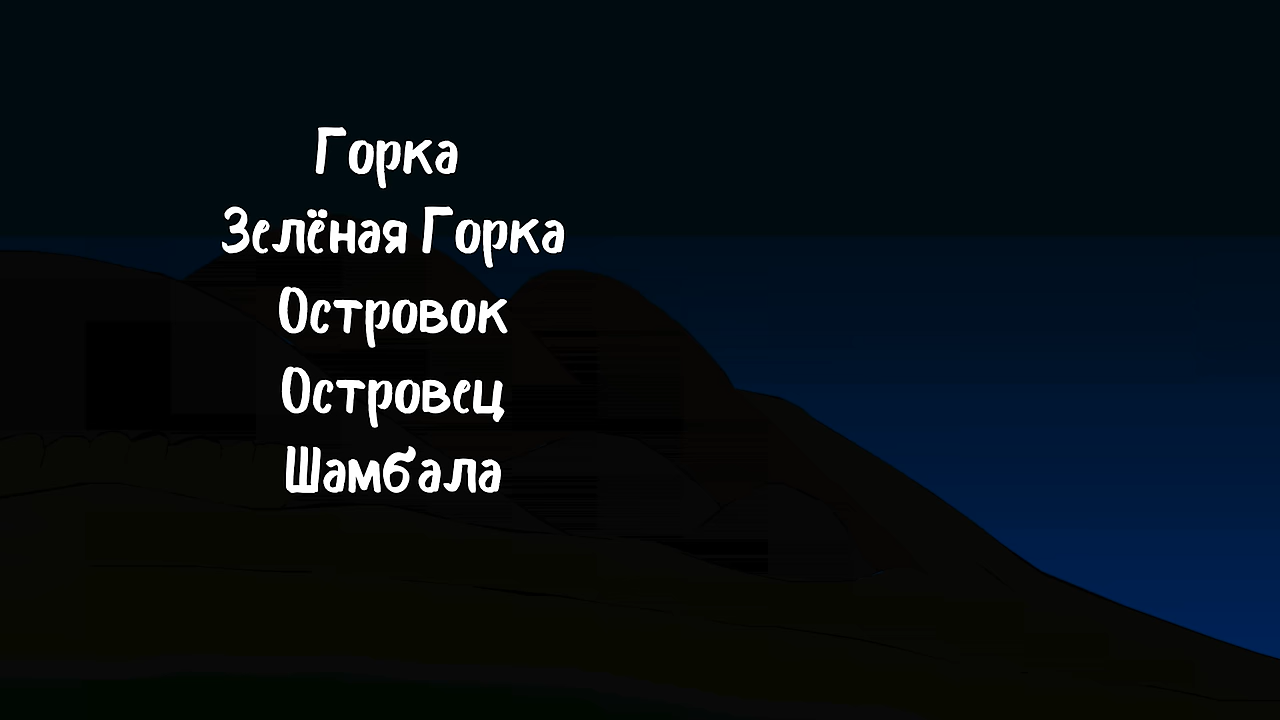 Горка
Зелёная Горка
Островок
Островец
Шамбала